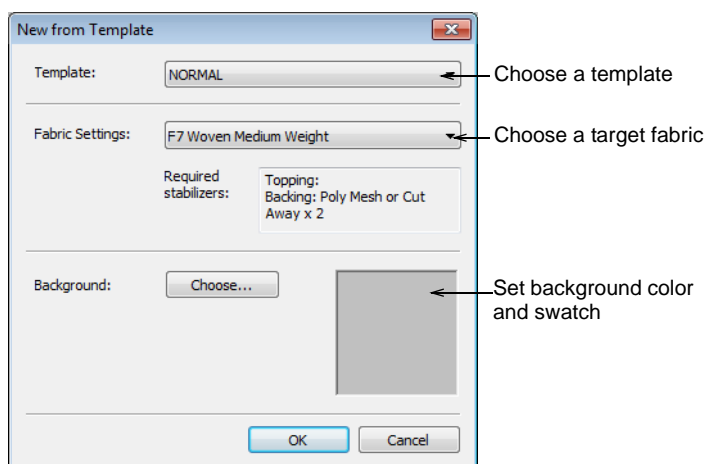 New from Template
Template:
NORMAL
Choose a template
Fabric Settings:
F7 Woven Medium Weight
Choose a target fabric
Required
stabilizers:
Topping:
Backing: Poly Mesh or Cut
Away x 2
Background:
Choose...
Set background color
and swatch
OK
Cancel